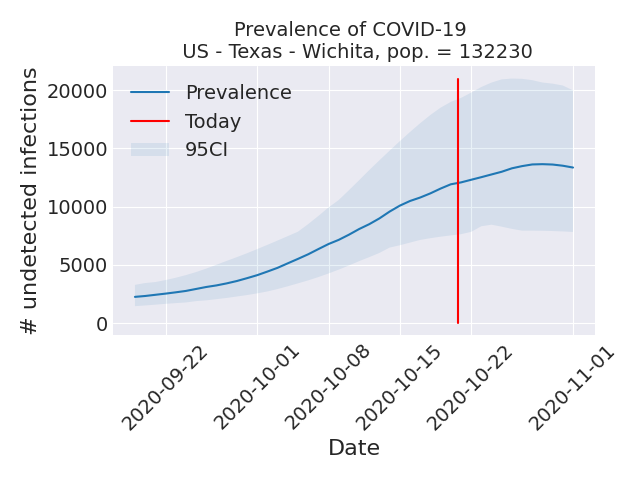 Prevalence of COVID-19
US - Texas - Wichita, pop. = 132230
# undetected infections
20000
15000
10000
5000
0
Prevalence
Today
95CI
2020-09-22
2020-10-01
2020-10-08
2020-10-15
2020-10-22
2020-11-01
Date